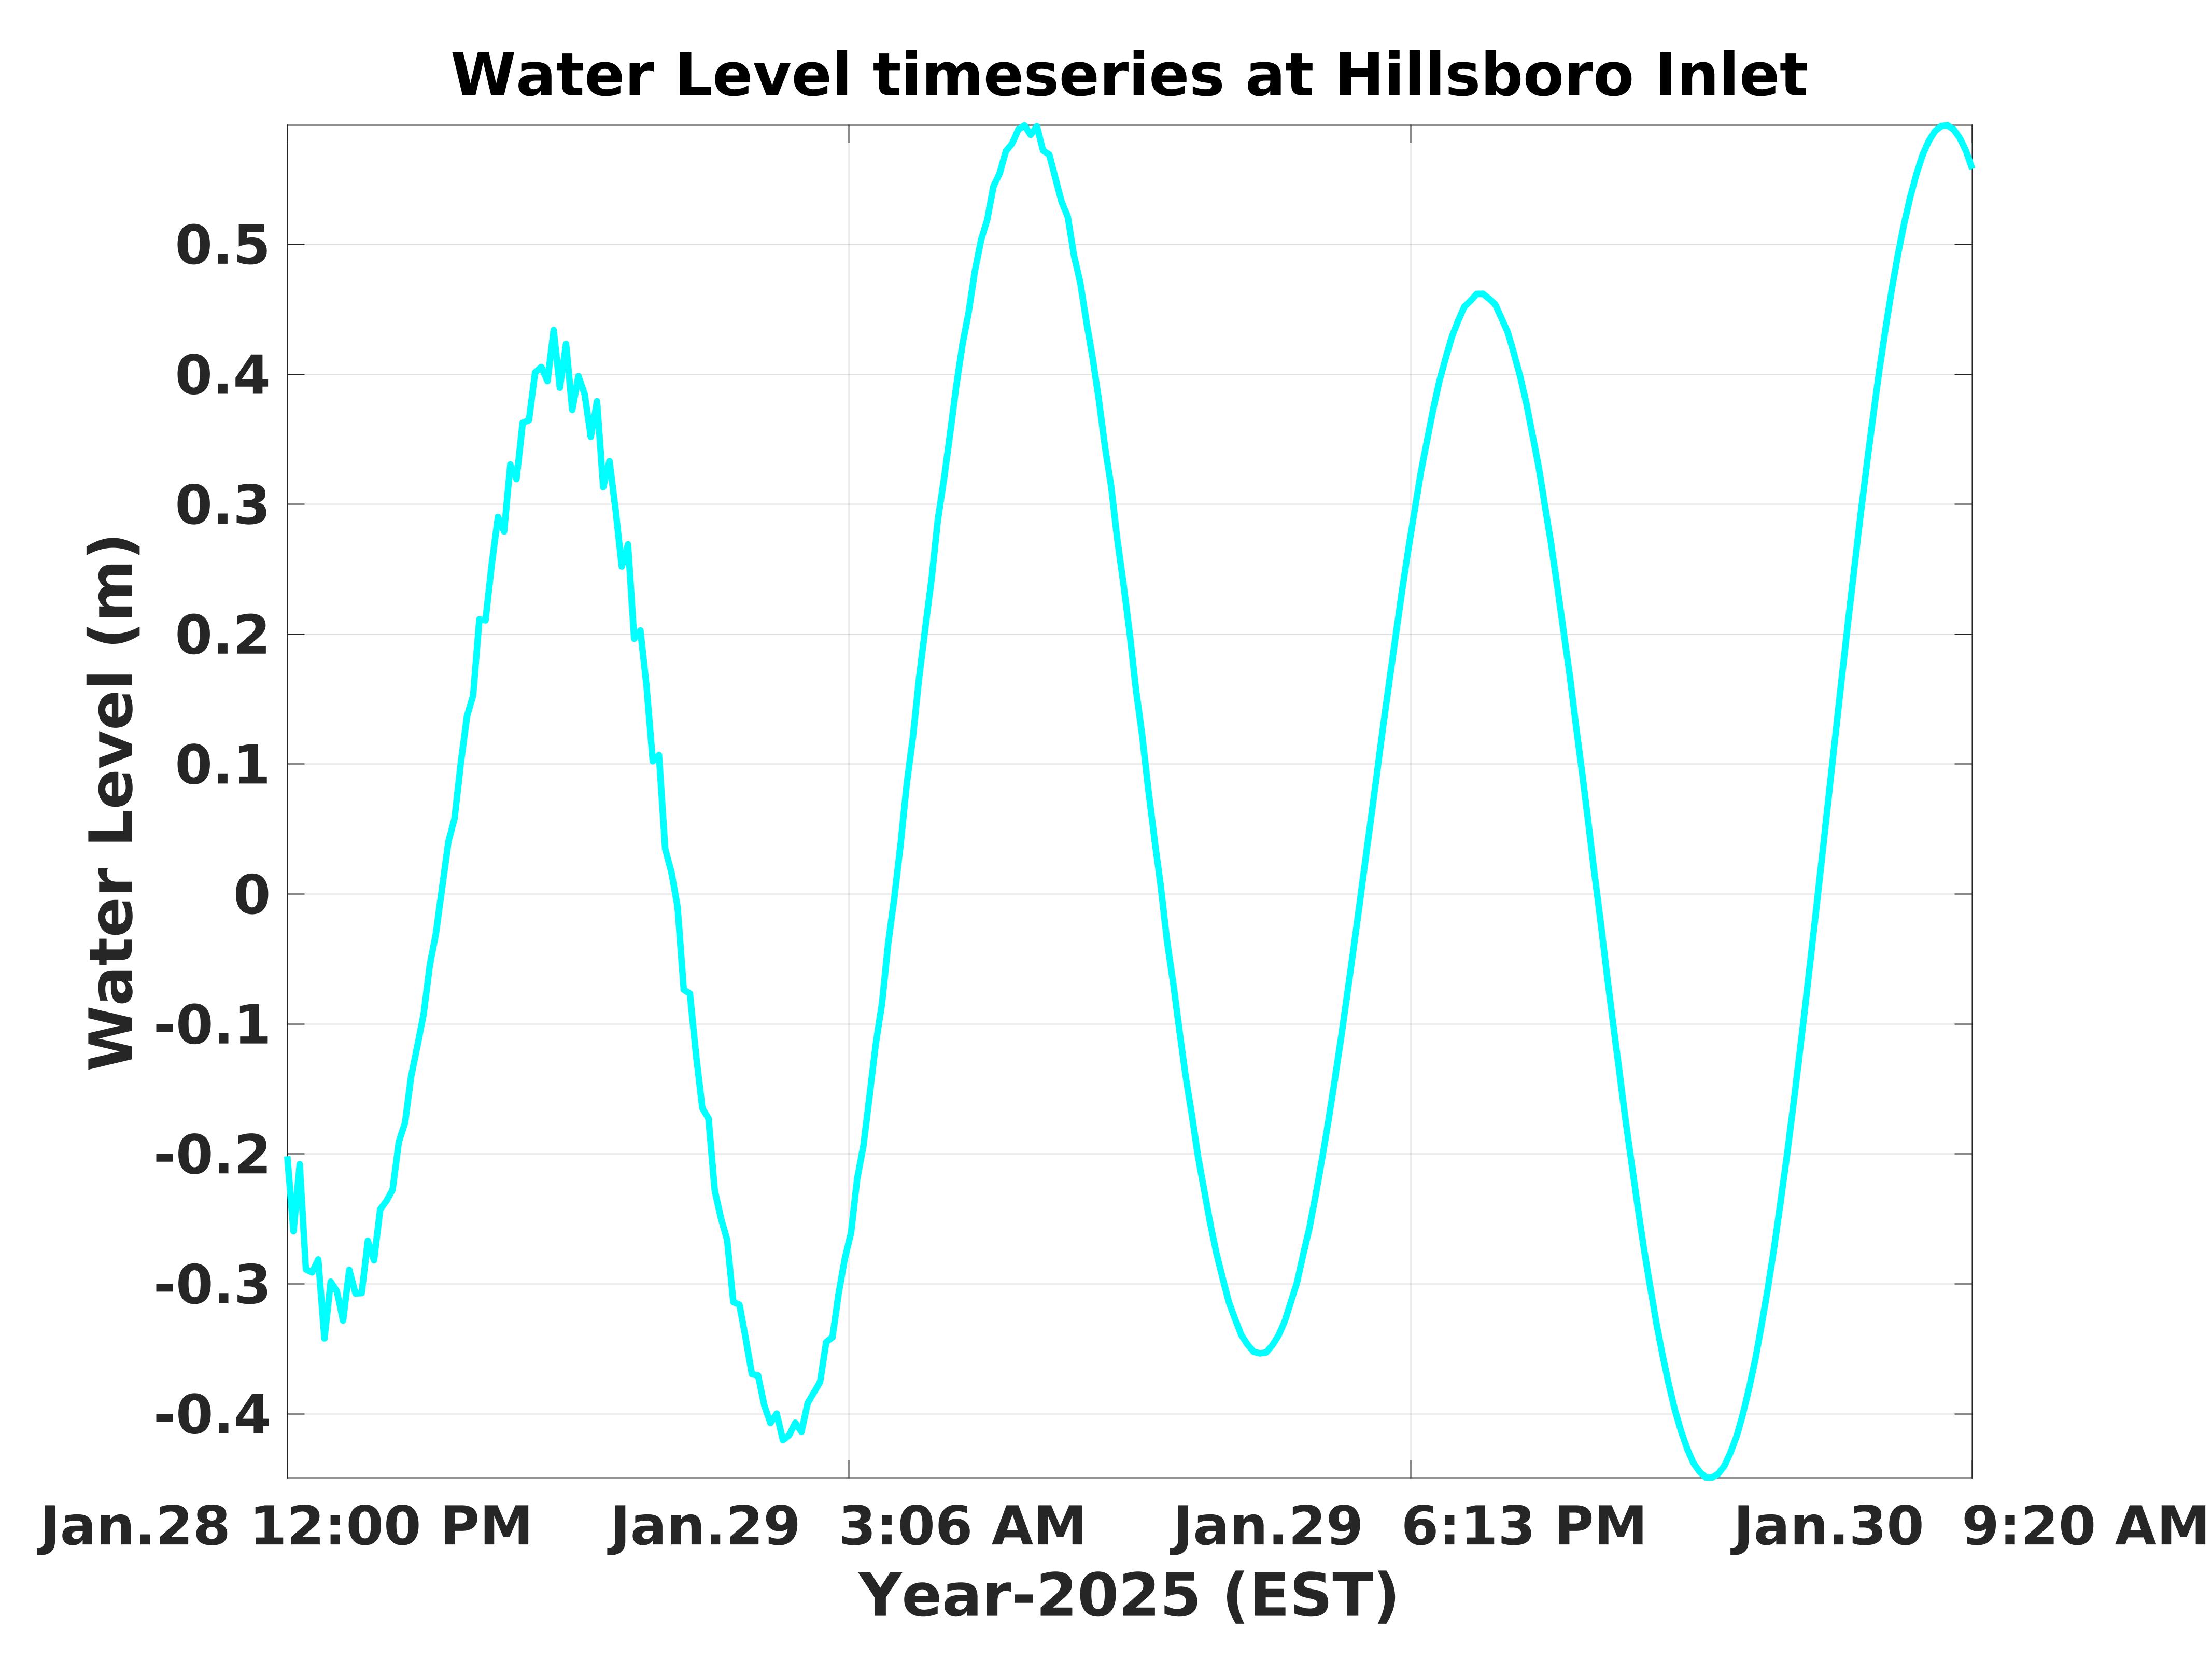 Water Level timeseries at Hillsboro Inlet
Water Level (m)
0.5
0.4
0.3
0.2
0.1
0
-0.1
-0.2
-0.3
-0.4
Jan.28 12:00 PM Jan.29 3:06 AM Jan.29 6:13 PM Jan.30 9:20 AM
Year-2025 (EST)